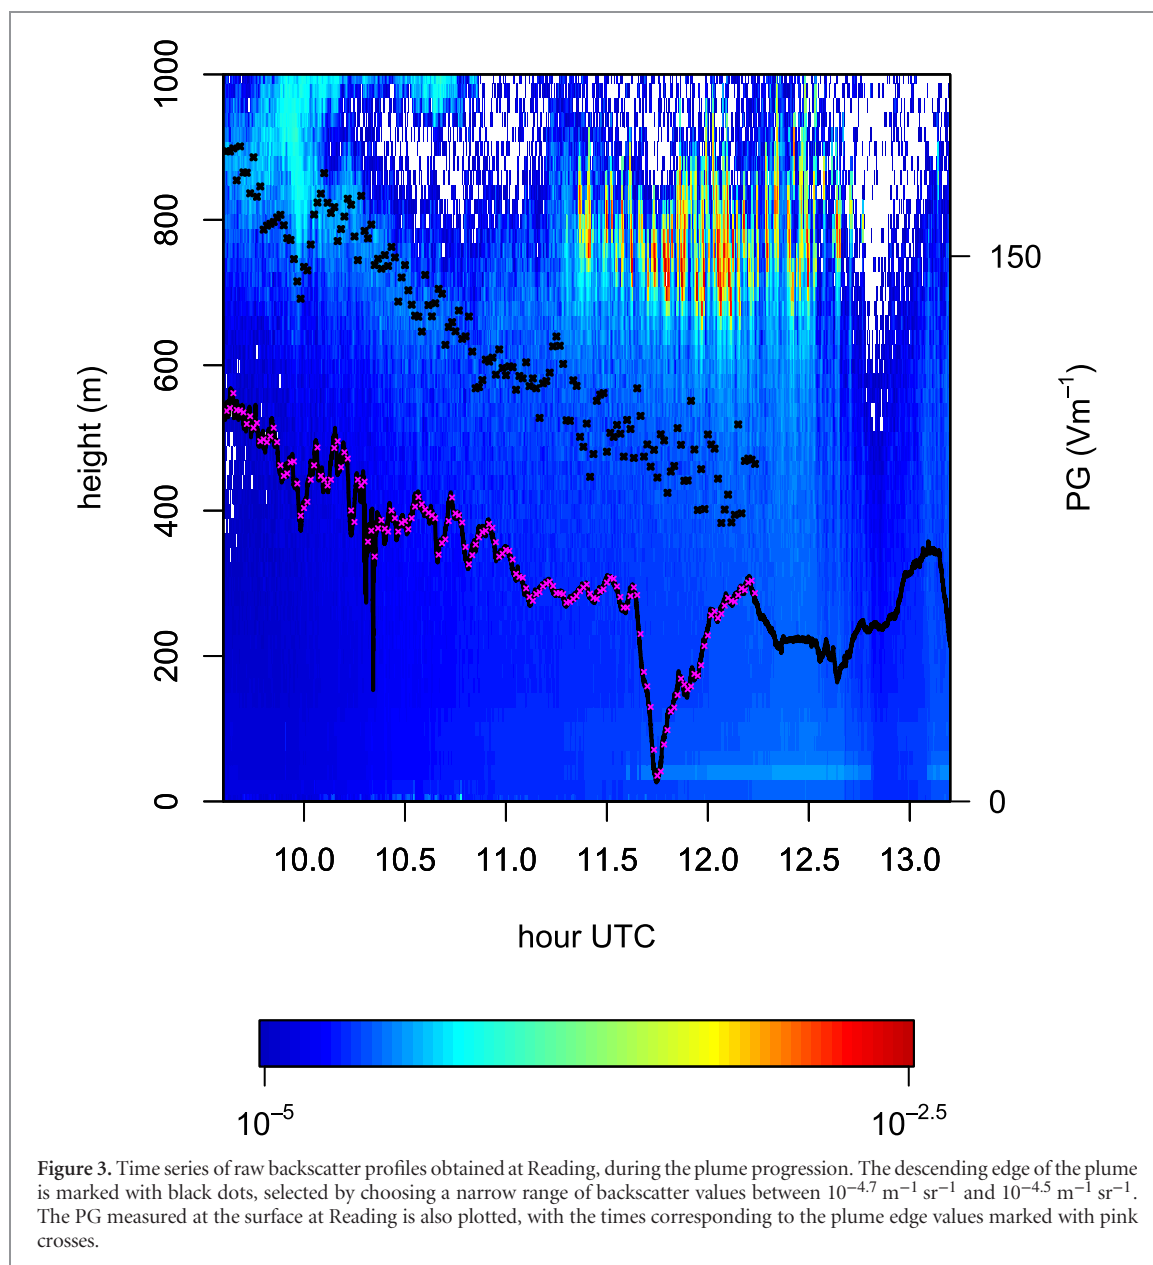 1000
800
600
400
200
0
height (m)
150
0
PG (Vm⁻¹)
10.0 10.5 11.0 11.5 12.0 12.5 13.0
hour UTC
10⁻⁵ 10⁻²·⁵
Figure 3. Time series of raw backscatter profiles obtained at Reading, during the plume progression. The descending edge of the plume
is marked with black dots, selected by choosing a narrow range of backscatter values between 10⁻⁴·⁷ m⁻¹ sr⁻¹ and 10⁻⁴·⁵ m⁻¹ sr⁻¹.
The PG measured at the surface at Reading is also plotted, with the times corresponding to the plume edge values marked with pink
crosses.